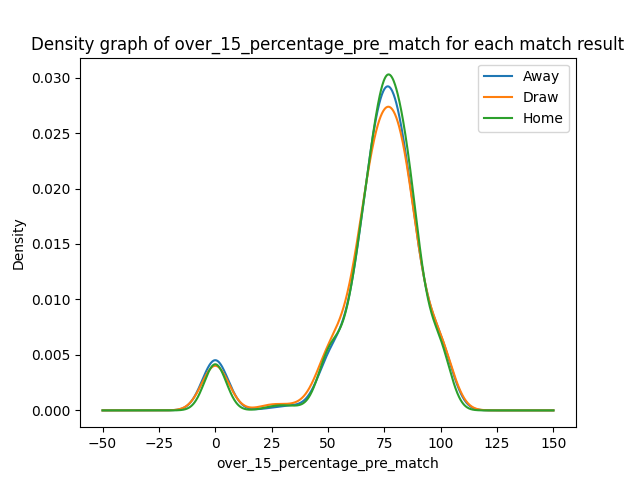 Density graph of over_15_percentage_pre_match for each match result
Away
Draw
Home
0.030
0.025
0.020
0.015
0.010
0.005
0.000
Density
−50
−25
0
25
50
75
100
125
150
over_15_percentage_pre_match